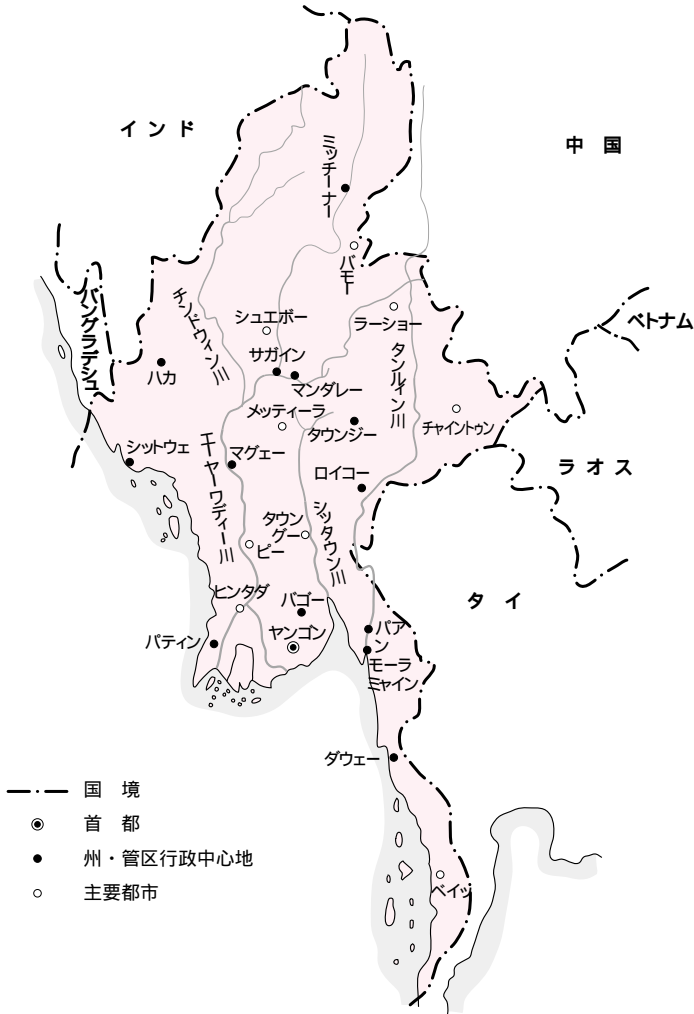 インド
中 国
ミッチーナー
バモー
バングラデシュ
チンドウィン川
シュエボー
ラーショー
ベトナム
サガイン
ハカ
マンダレー
タンルィン川
メッティーラ
タウンジー
チャイントゥン
シットウェ
エーヤーワディー川
マグェー
ロイコー
ラオス
シッタウン川
タウン
グー
ピー
ヒンタダ
バゴー
タ イ
パティン
ヤンゴン
パア
ン
モーラ
ミャイン
ダウェー
国 境
首 都
州・管区行政中心地
主要都市
ベイッ